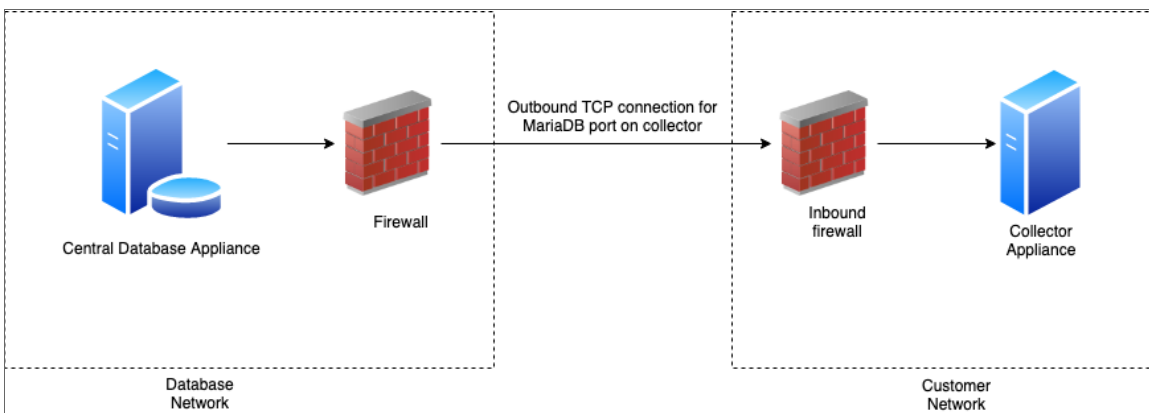 Outbound TCP connection for
MariaDB port on collector
Central Database Appliance
Firewall
Inbound
firewall
Collector
Appliance
Database
Network
Customer
Network